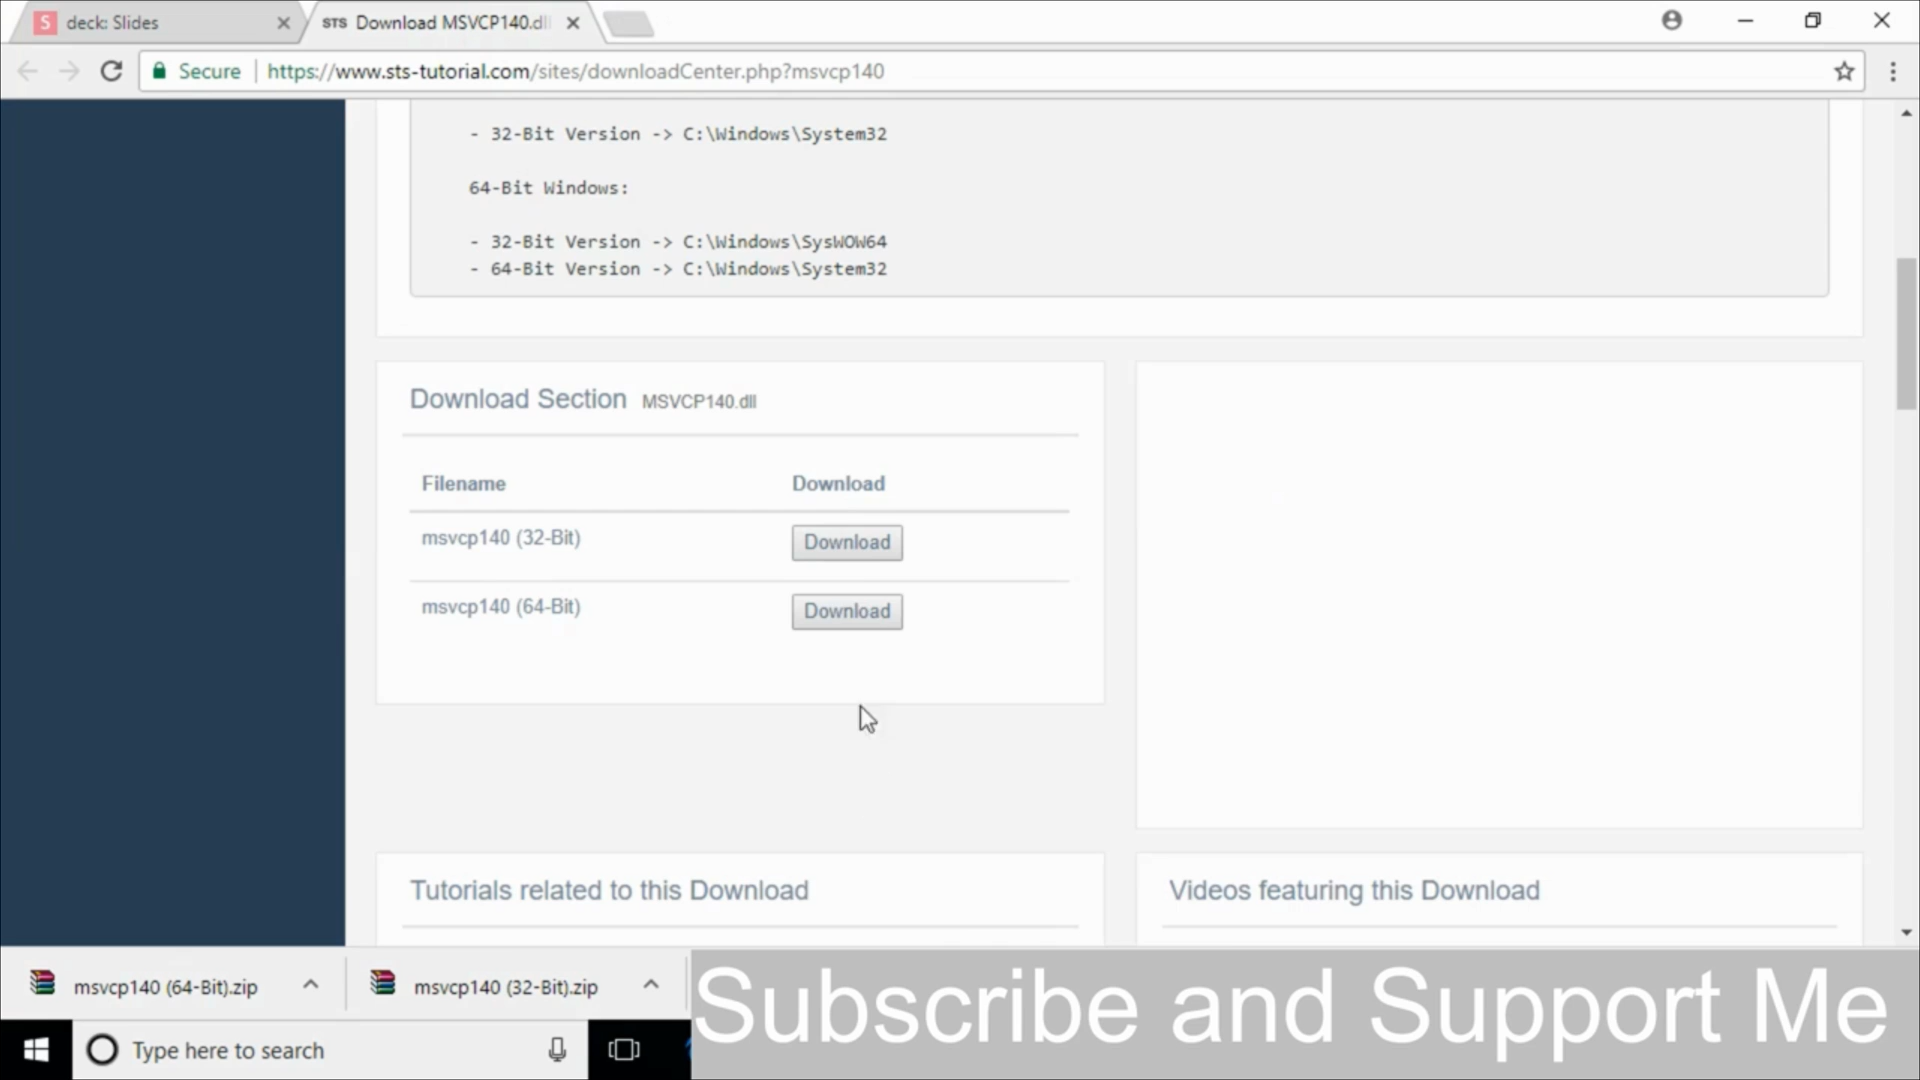 S deck: Slides
STS Download MSVCP140.dll
Secure https://www.sts-tutorial.com/sites/downloadCenter.php?msvcp140
- 32-Bit Version -> C:\Windows\System32
64-Bit Windows:
- 32-Bit Version -> C:\Windows\SysWOW64
- 64-Bit Version -> C:\Windows\System32
Download Section MSVCP140.dll
Filename Download
msvcp140 (32-Bit) Download
msvcp140 (64-Bit) Download
Tutorials related to this Download
Videos featuring this Download
msvcp140 (64-Bit).zip
msvcp140 (32-Bit).zip
Subscribe and Support Me
Type here to search